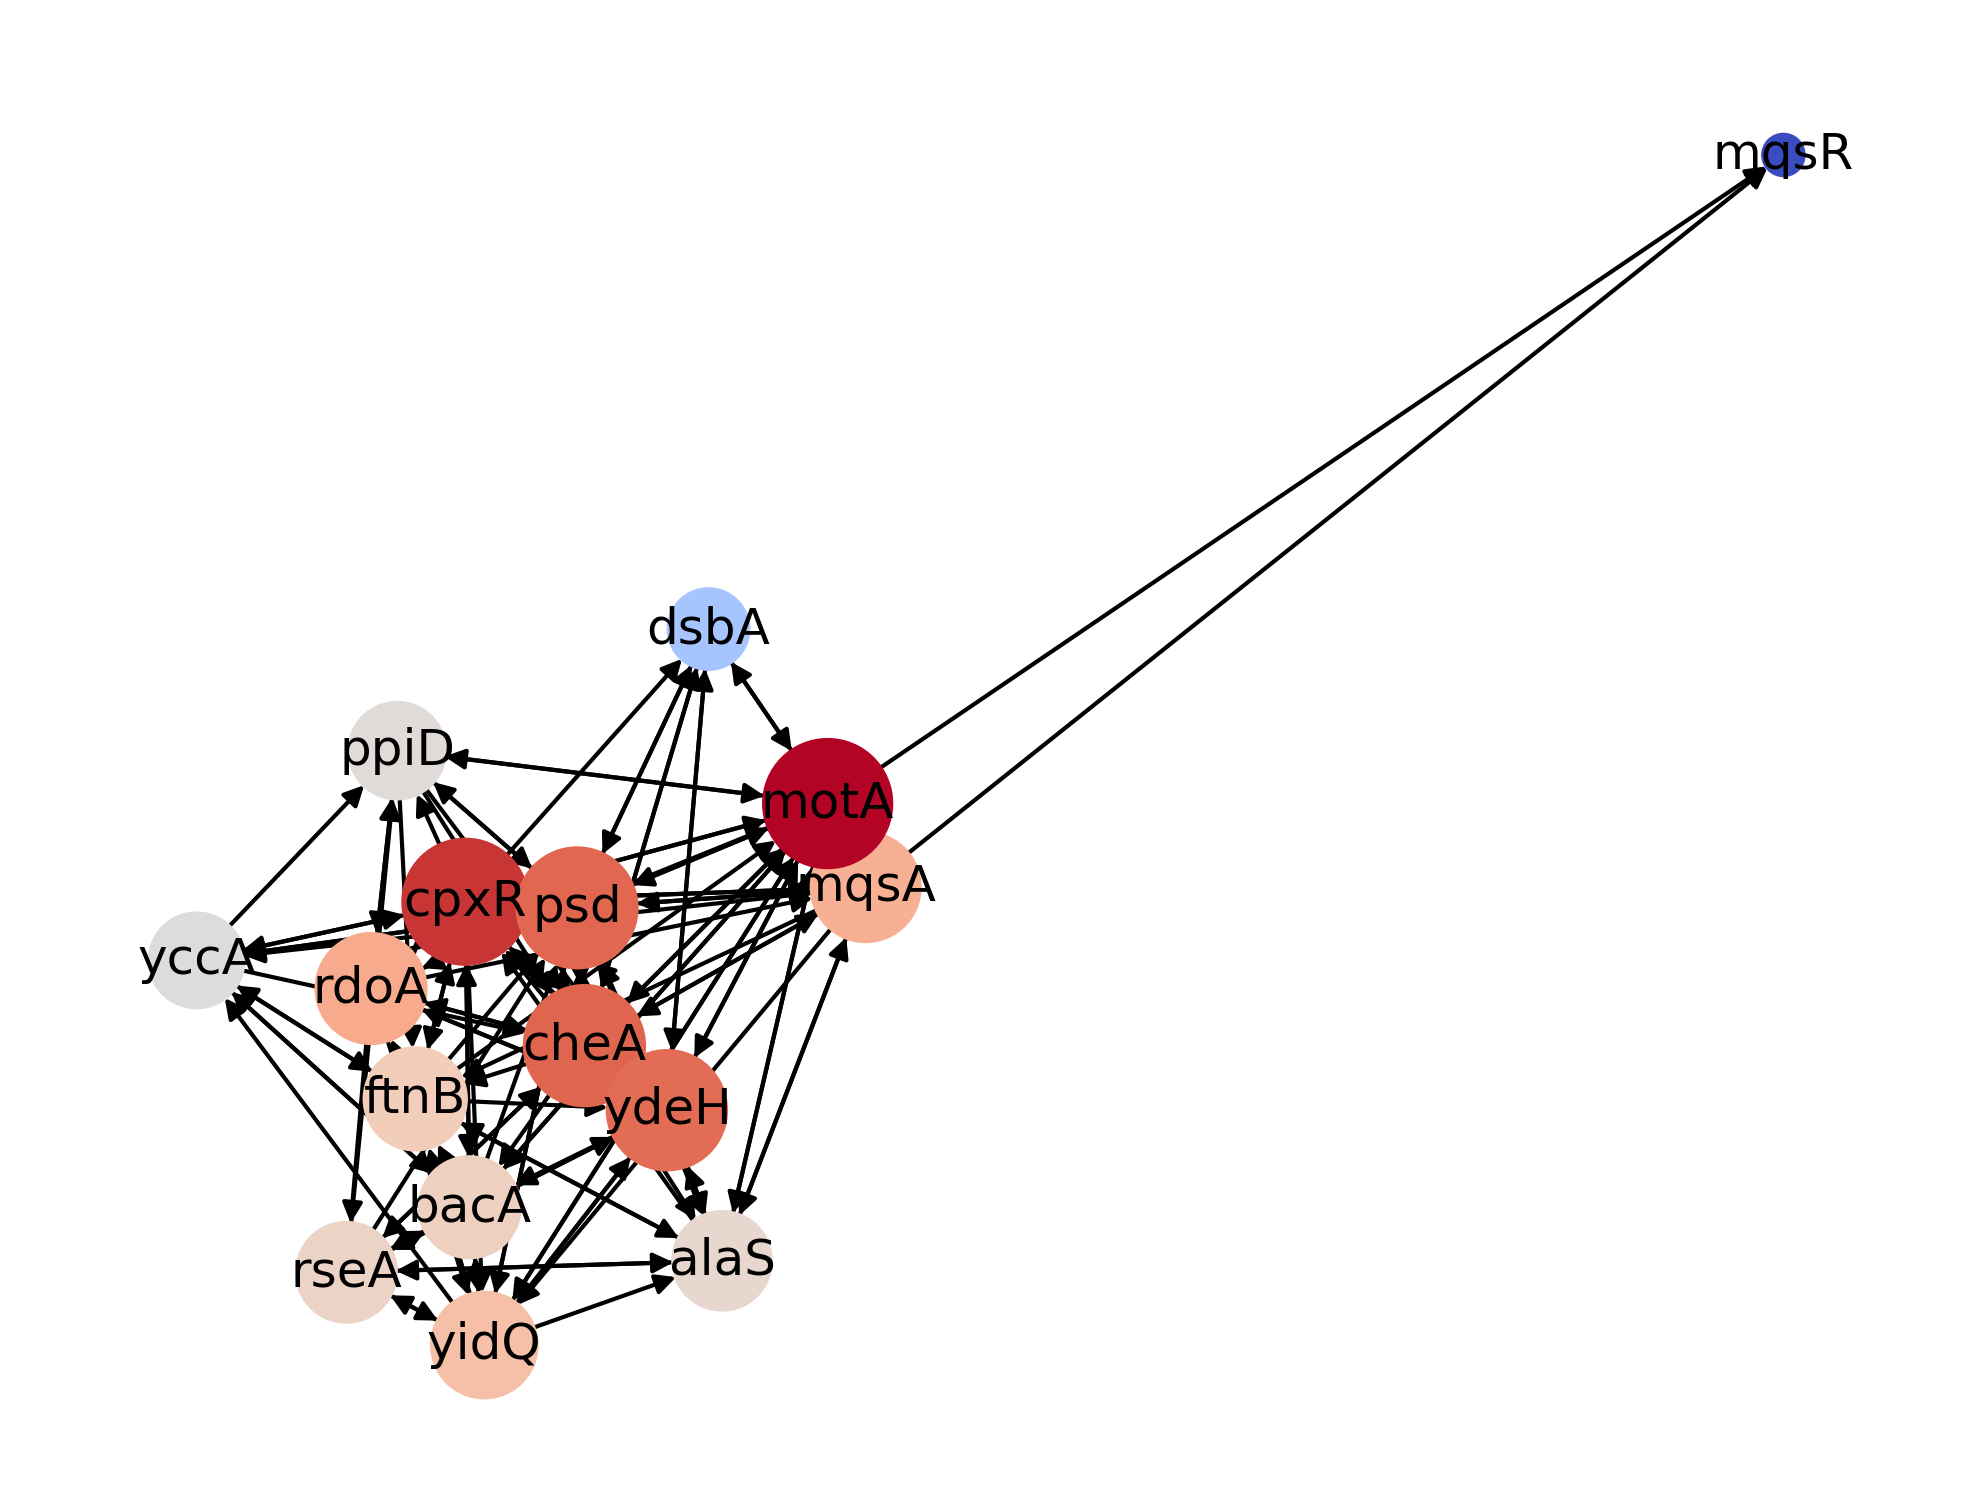 mqsR
dsbA
ppiD
motA
mqsA
cpxR
psd
yccA
rdoA
cheA
ftnB
ydeH
bacA
rseA
alaS
yidQ